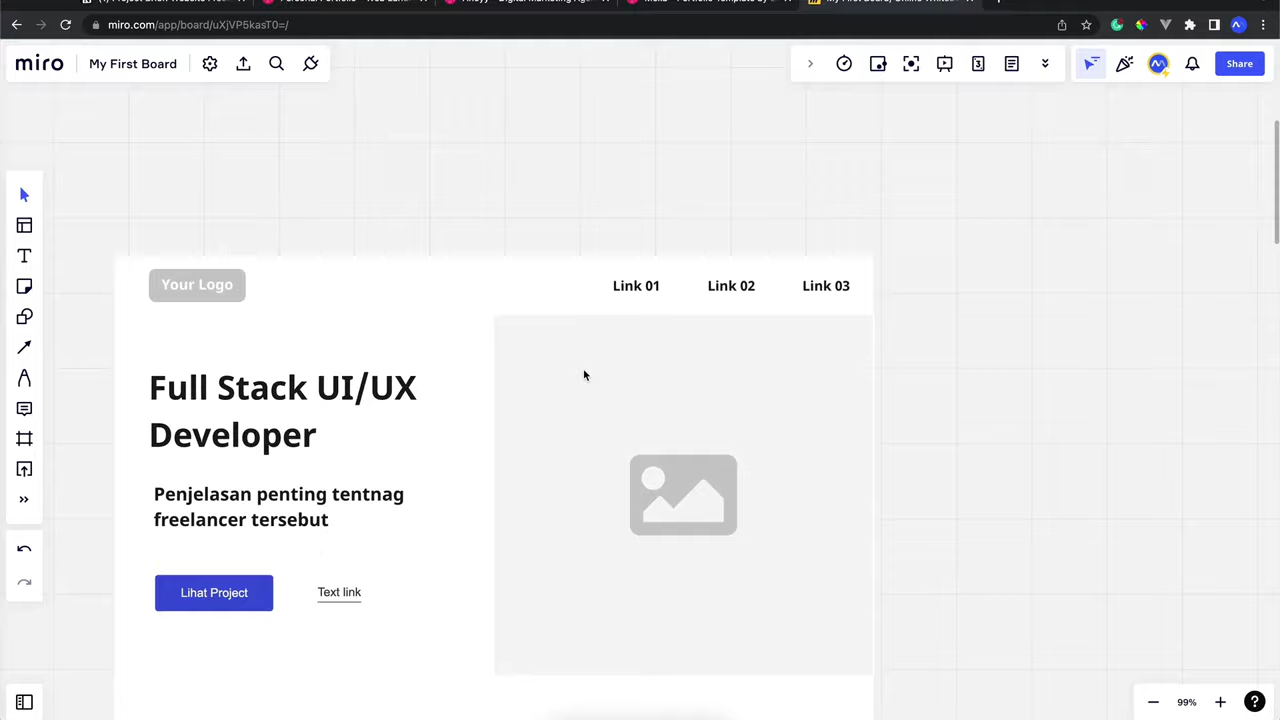 miro.com/app/board/uXjVP5kasT0=/
miro
My First Board
3
Share
Your Logo
Link 01
Link 02
Link 03
Full Stack UI/UX
Developer
Penjelasan penting tentnag
freelancer tersebut
Lihat Project
Text link
99%
?